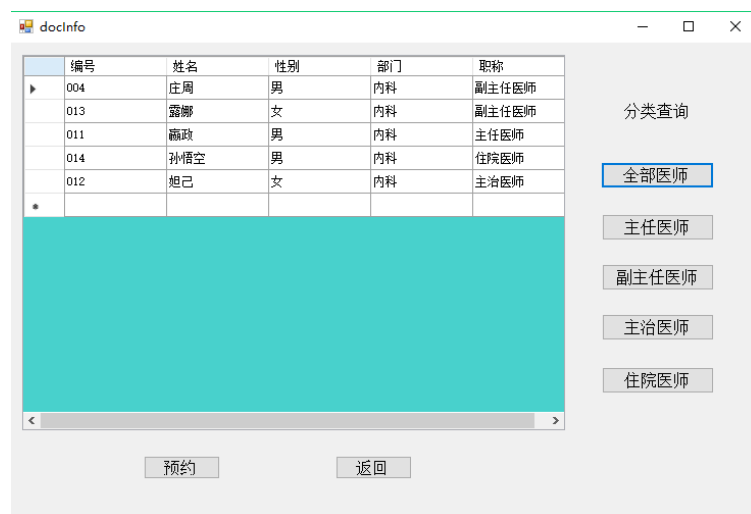 docInfo
编号 姓名 性别 部门 职称
004 庄周 男 内科 副主任医师
013 露娜 女 内科 副主任医师
011 嬴政 男 内科 主任医师
014 孙悟空 男 内科 住院医师
012 妲己 女 内科 主治医师
分类查询
全部医师
主任医师
副主任医师
主治医师
住院医师
预约 返回